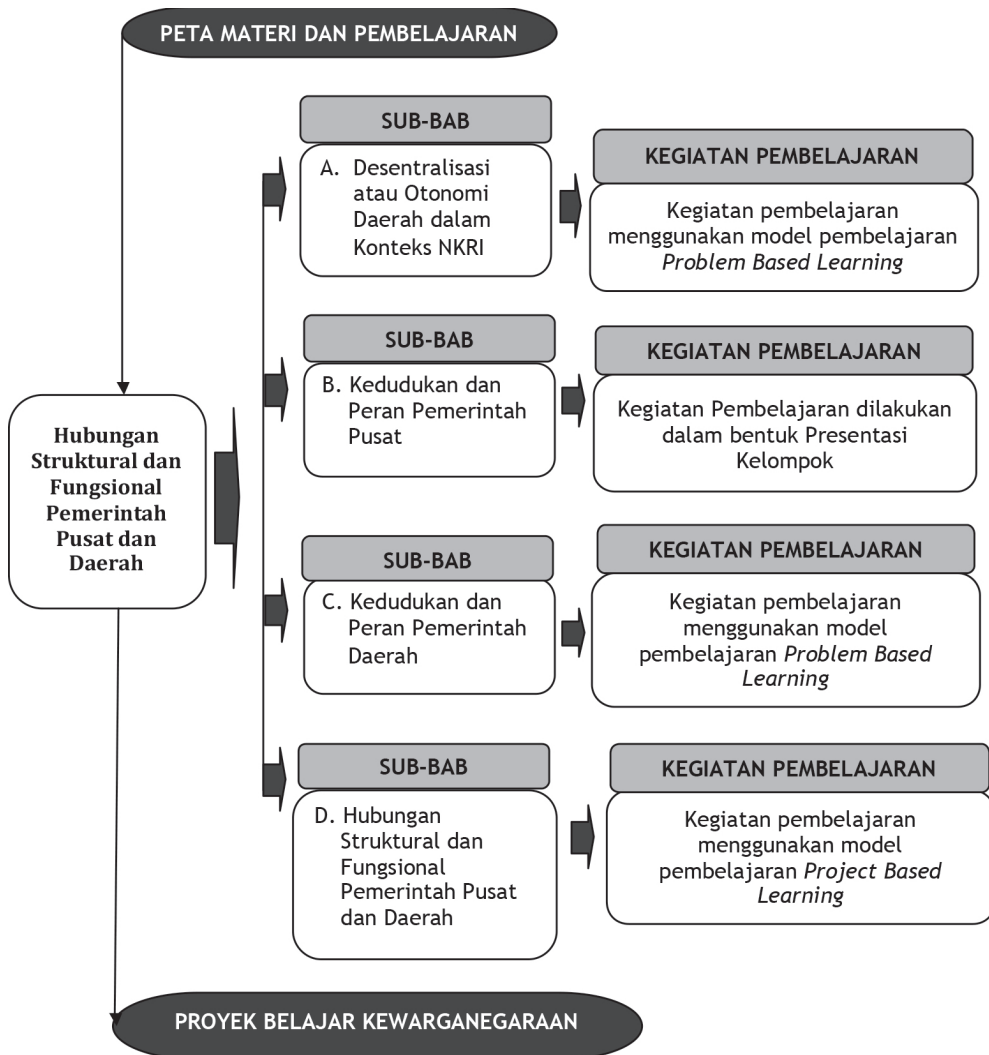 PETA MATERI DAN PEMBELAJARAN
Hubungan
Struktural dan
Fungsional
Pemerintah
Pusat dan
Daerah
SUB-BAB
A. Desentralisasi
atau Otonomi
Daerah dalam
Konteks NKRI
KEGIATAN PEMBELAJARAN
Kegiatan pembelajaran
menggunakan model pembelajaran
Problem Based Learning
SUB-BAB
B. Kedudukan dan
Peran Pemerintah
Pusat
KEGIATAN PEMBELAJARAN
Kegiatan Pembelajaran dilakukan
dalam bentuk Presentasi
Kelompok
SUB-BAB
C. Kedudukan dan
Peran Pemerintah
Daerah
KEGIATAN PEMBELAJARAN
Kegiatan pembelajaran
menggunakan model
pembelajaran Problem Based
Learning
SUB-BAB
D. Hubungan
Struktural dan
Fungsional
Pemerintah Pusat
dan Daerah
KEGIATAN PEMBELAJARAN
Kegiatan pembelajaran
menggunakan model
pembelajaran Project Based
Learning
PROYEK BELAJAR KEWARGANEGARAAN